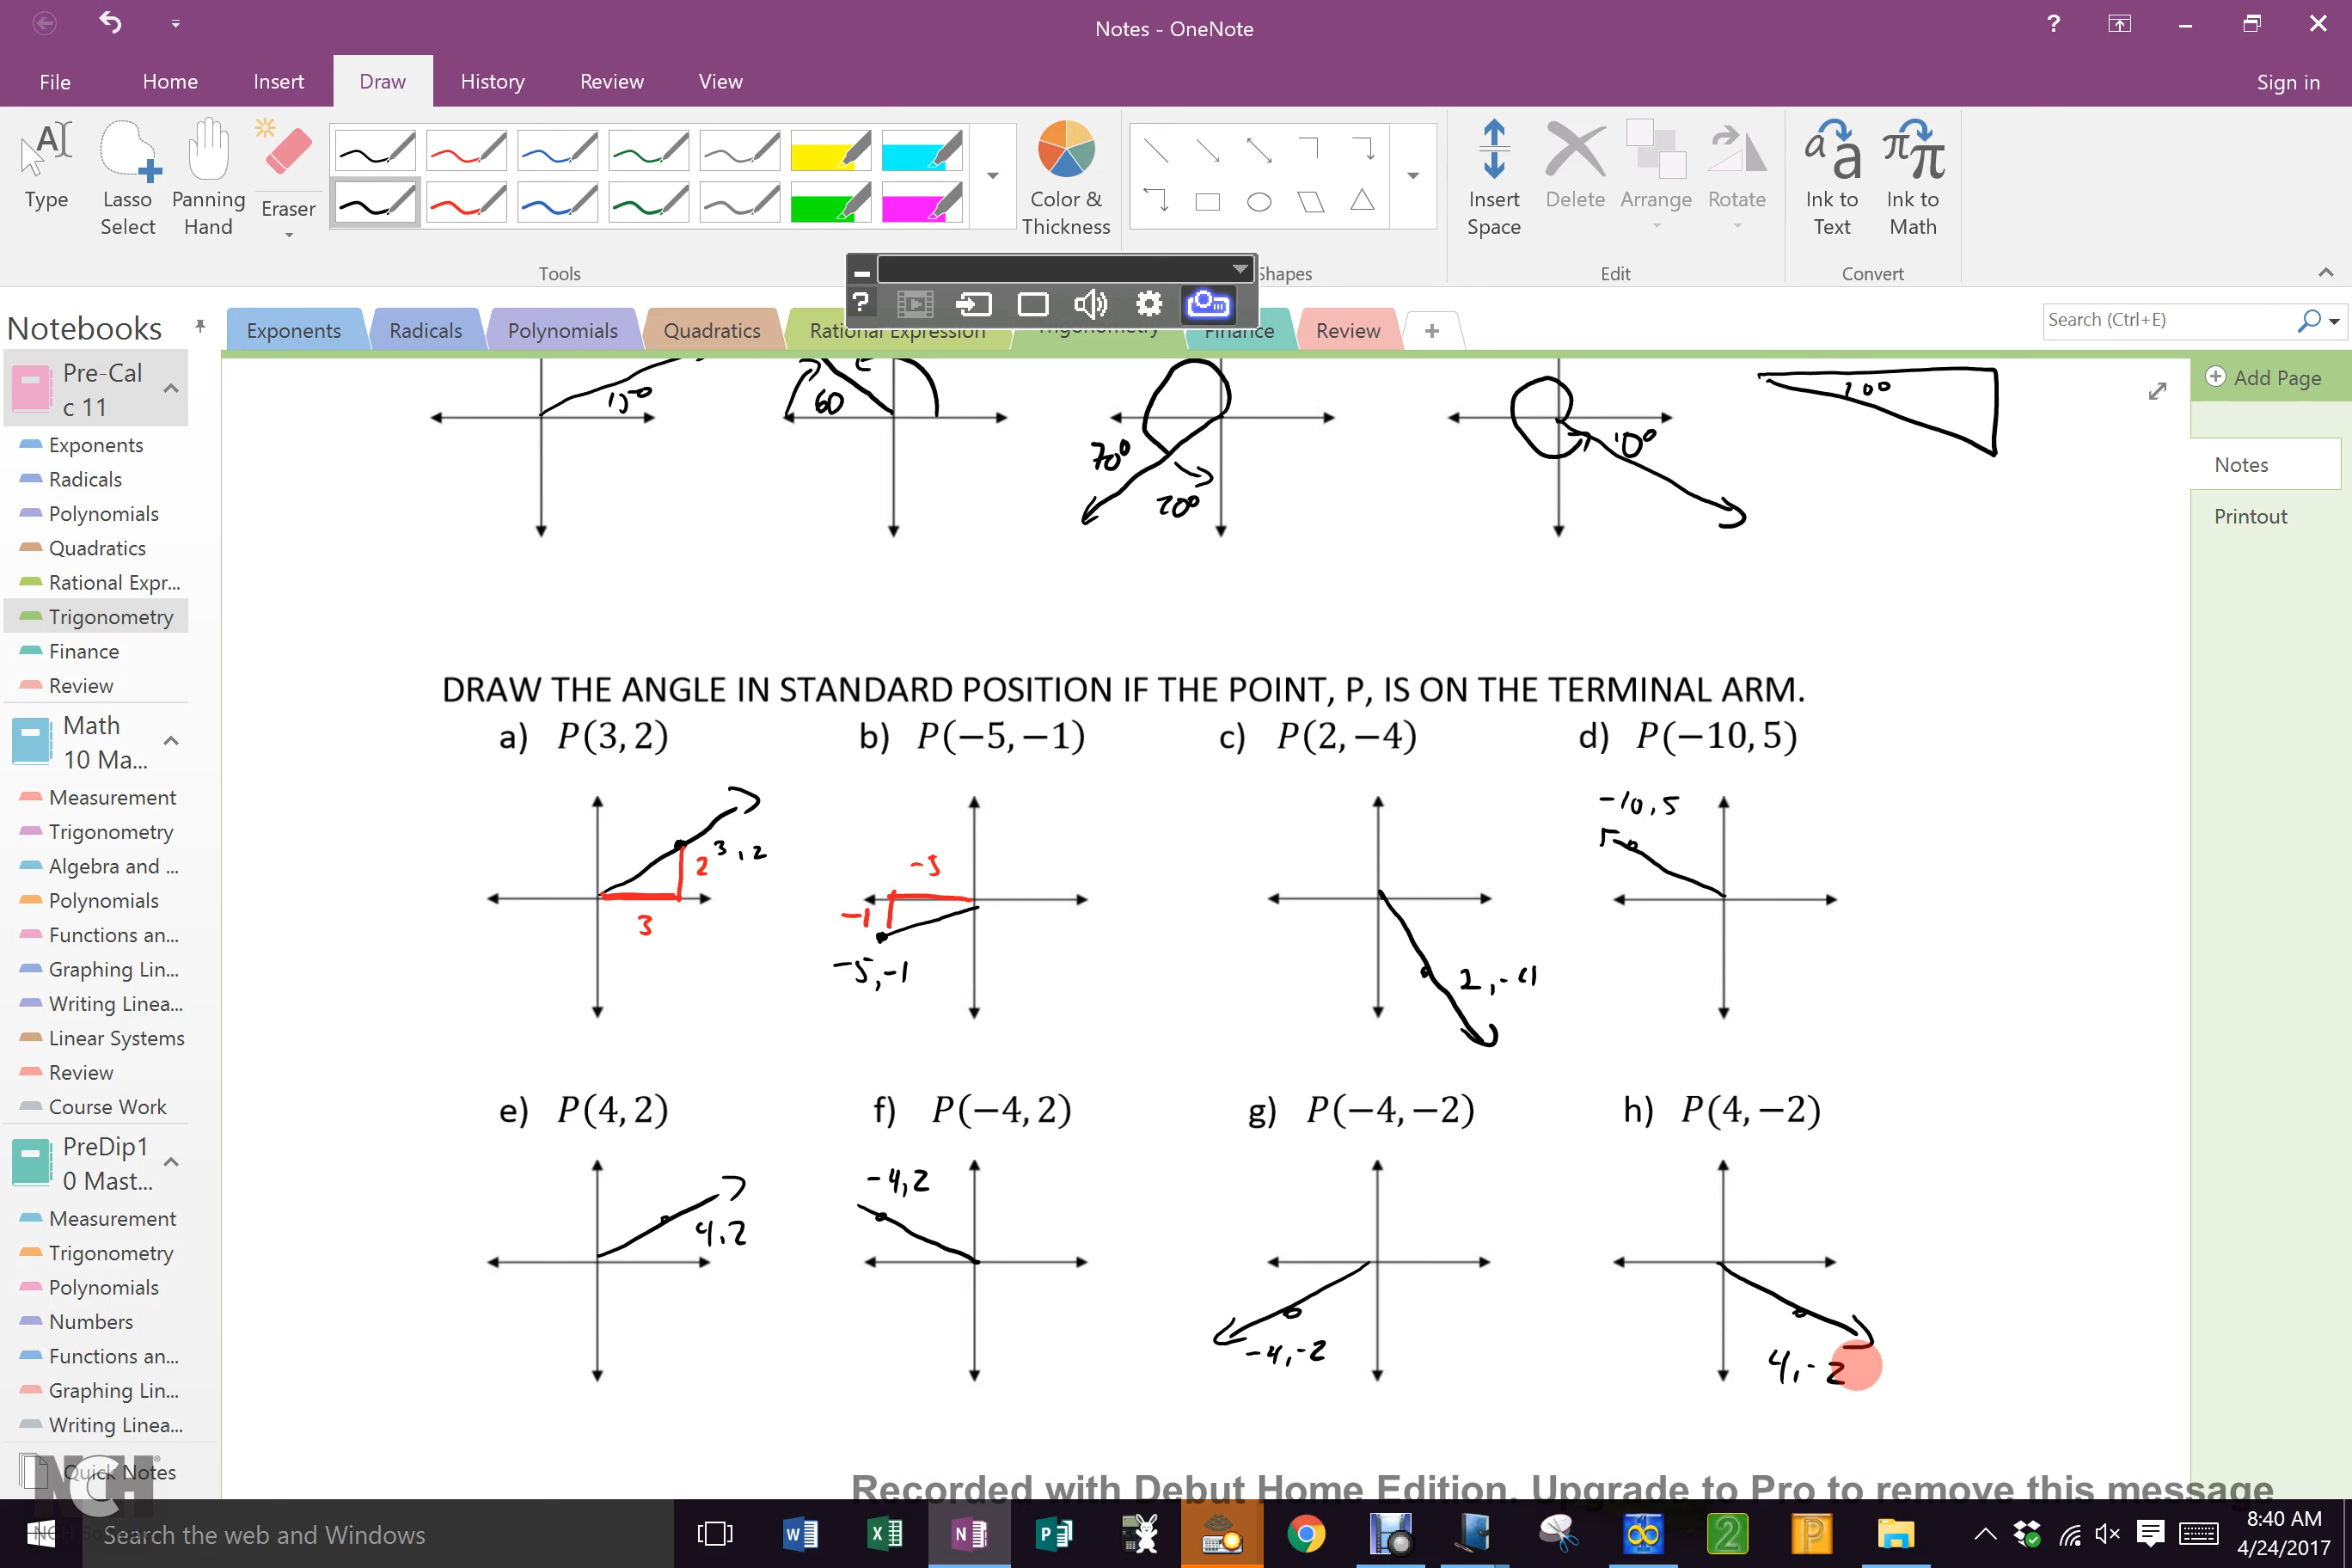 Notes - OneNote
?
File Home Insert Draw History Review View Sign in
Type
Lasso Select
Panning Hand
Eraser
Color & Thickness
Insert Space
Delete
Arrange
Rotate
Ink to Text
Ink to Math
Tools
Shapes
Edit
Convert
?
Notebooks
Exponents Radicals Polynomials Quadratics Rational Expression Trigonometry Finance Review +
Search (Ctrl+E)
Pre-Cal
c 11
Exponents
Radicals
Polynomials
Quadratics
Rational Expr...
Trigonometry
Finance
Review
Math
10 Ma...
Measurement
Trigonometry
Algebra and ...
Polynomials
Functions an...
Graphing Lin...
Writing Linea...
Linear Systems
Review
Course Work
PreDip1
0 Mast...
Measurement
Trigonometry
Polynomials
Numbers
Functions an...
Graphing Lin...
Writing Linea...
Quick Notes
Add Page
Notes
Printout
60
70°
20°
10°
DRAW THE ANGLE IN STANDARD POSITION IF THE POINT, P, IS ON THE TERMINAL ARM.
a) P(3, 2) b) P(−5, −1) c) P(2, −4) d) P(−10, 5)
2 3,2
3
-5
-1
-5,-1
2,-4
-10,5
e) P(4, 2) f) P(−4, 2) g) P(−4, −2) h) P(4, −2)
4,2
-4,2
-4,-2
4,-2
NCH
Recorded with Debut Home Edition. Upgrade to Pro to remove this message
Search the web and Windows
8:40 AM
4/24/2017